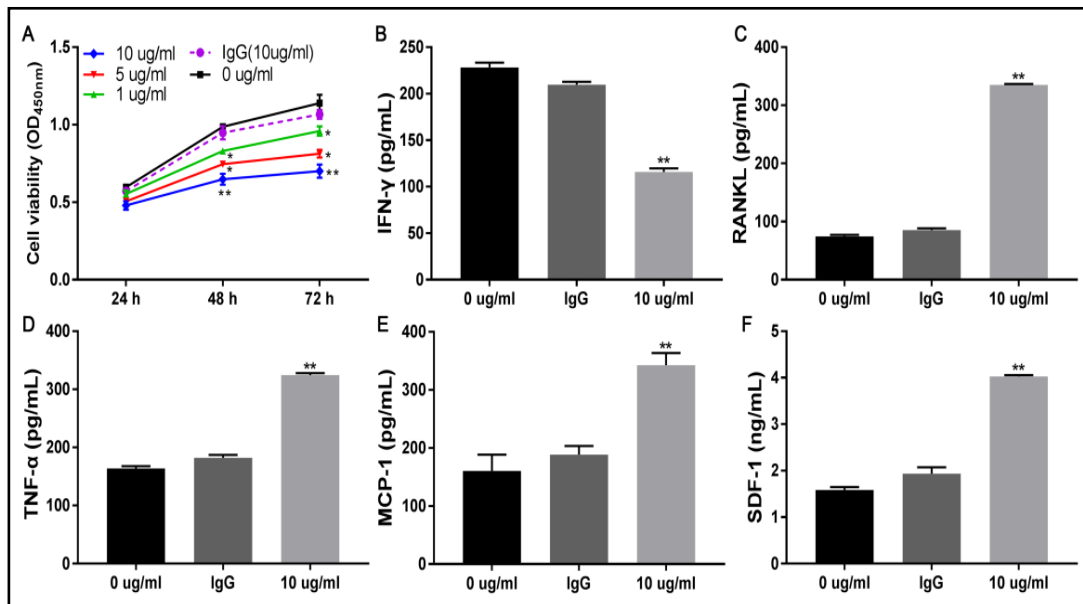 A
Cell viability (OD450nm)
1.5
1.0
0.5
0.0
10 ug/ml
5 ug/ml
1 ug/ml
IgG(10ug/ml)
0 ug/ml
*
*
**
*
*
**
24 h 48 h 72 h
B
IFN-γ (pg/mL)
250
200
150
100
50
0
**
0 ug/ml IgG 10 ug/ml
C
RANKL (pg/mL)
400
300
200
100
0
**
0 ug/ml IgG 10 ug/ml
D
TNF-α (pg/mL)
400
300
200
100
0
**
0 ug/ml IgG 10 ug/ml
E
MCP-1 (pg/mL)
400
300
200
100
0
**
0 ug/ml IgG 10 ug/ml
F
SDF-1 (ng/mL)
5
4
3
2
1
0
**
0 ug/ml IgG 10 ug/ml